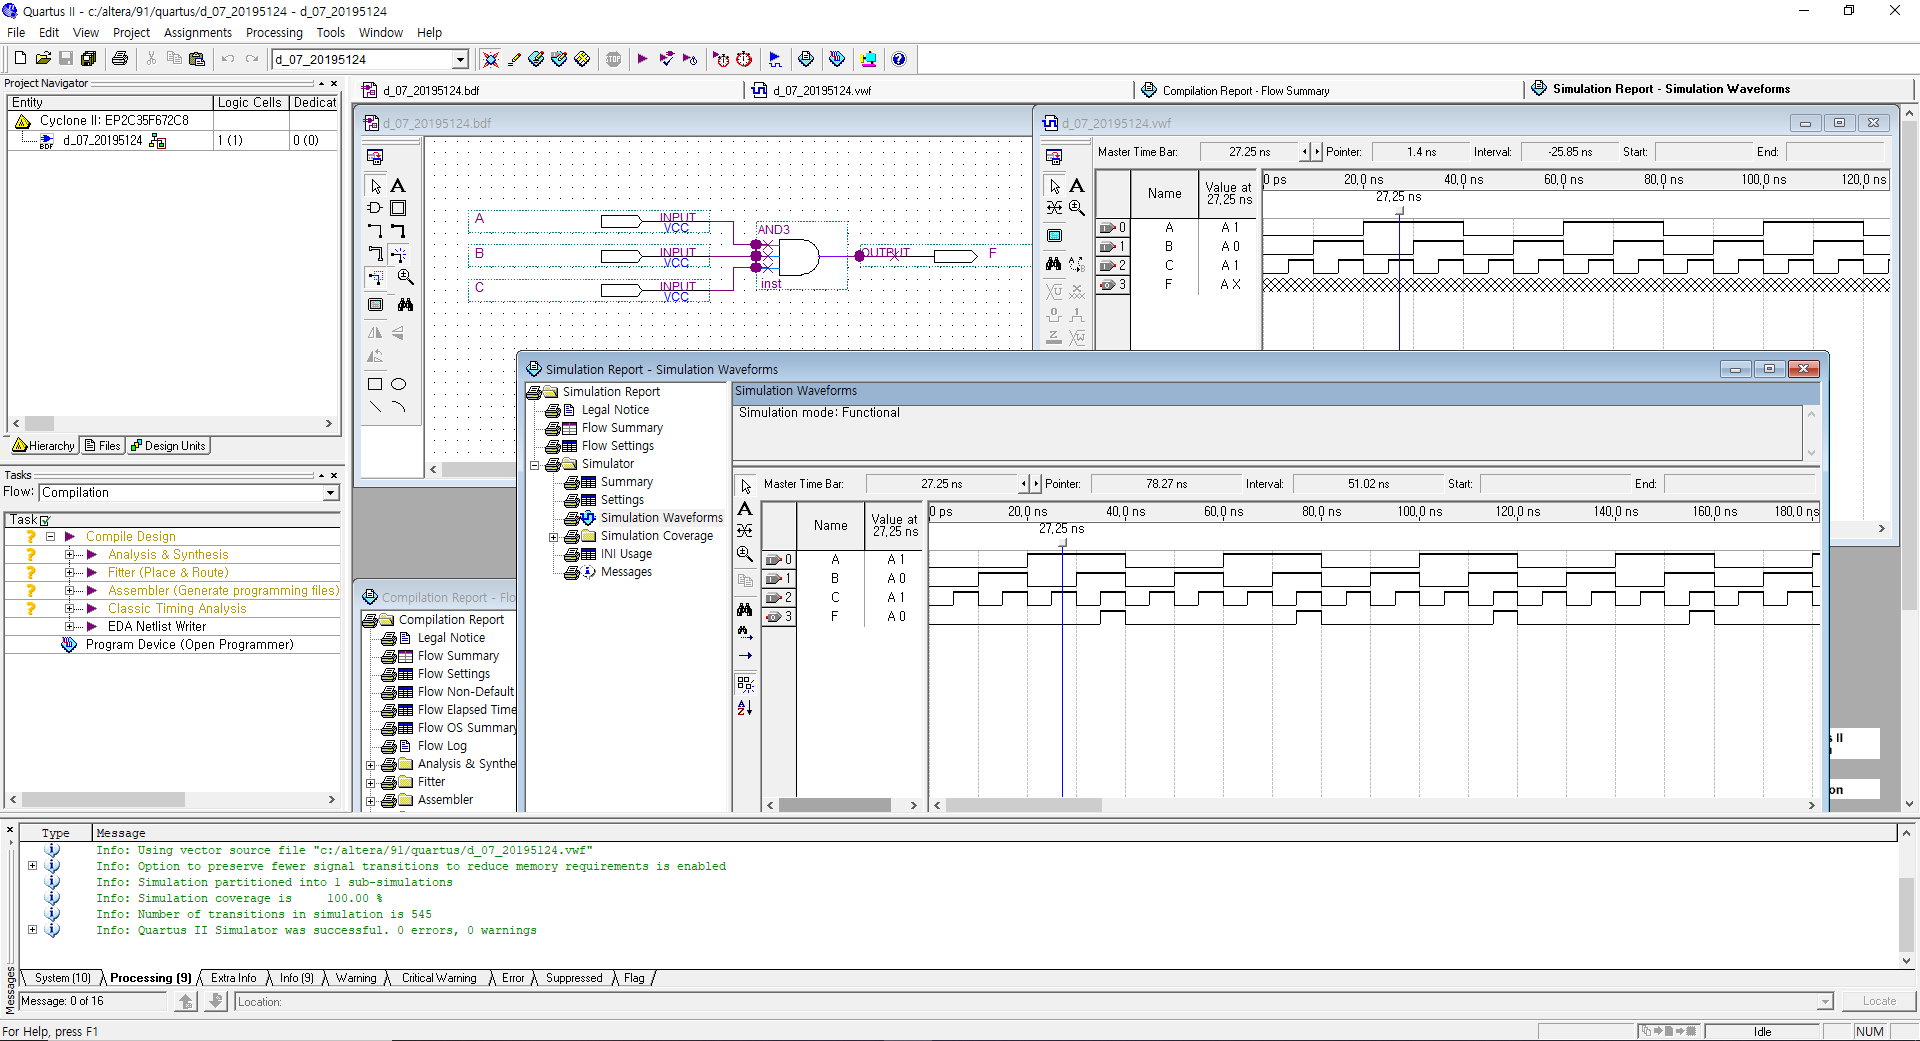 Quartus II - c:/altera/91/quartus/d_07_20195124 - d_07_20195124
File Edit View Project Assignments Processing Tools Window Help
d_07_20195124
Project Navigator
Entity Logic Cells Dedicat
Cyclone II: EP2C35F672C8
d_07_20195124 1 (1) 0 (0)
Hierarchy Files Design Units
Tasks
Flow: Compilation
Task
Compile Design
Analysis & Synthesis
Fitter (Place & Route)
Assembler (Generate programming files)
Classic Timing Analysis
EDA Netlist Writer
Program Device (Open Programmer)
d_07_20195124.bdf d_07_20195124.vwf Compilation Report - Flow Summary Simulation Report - Simulation Waveforms
d_07_20195124.bdf
A INPUT
VCC
B INPUT
VCC
C INPUT
VCC
AND3
inst
OUTPUT F
d_07_20195124.vwf
Master Time Bar: 27.25 ns Pointer: 1.4 ns Interval: -25.85 ns Start: End:
Name Value at
27.25 ns
0 ps 20.0 ns 40.0 ns 60.0 ns 80.0 ns 100.0 ns 120.0 ns
27.25 ns
0 A A 1
1 B A 0
2 C A 1
3 F A X
Simulation Report - Simulation Waveforms
Simulation Report
Legal Notice
Flow Summary
Flow Settings
Simulator
Summary
Settings
Simulation Waveforms
Simulation Coverage
INI Usage
Messages
Simulation Waveforms
Simulation mode: Functional
Master Time Bar: 27.25 ns Pointer: 78.27 ns Interval: 51.02 ns Start: End:
Name Value at
27.25 ns
0 ps 20.0 ns 40.0 ns 60.0 ns 80.0 ns 100.0 ns 120.0 ns 140.0 ns 160.0 ns 180.0 ns
27.25 ns
0 A A 1
1 B A 0
2 C A 1
3 F A 0
Compilation Report - Flo
Compilation Report
Legal Notice
Flow Summary
Flow Settings
Flow Non-Default
Flow Elapsed Time
Flow OS Summary
Flow Log
Analysis & Synthe
Fitter
Assembler
s II
on
Type Message
Info: Using vector source file "c:/altera/91/quartus/d_07_20195124.vwf"
Info: Option to preserve fewer signal transitions to reduce memory requirements is enabled
Info: Simulation partitioned into 1 sub-simulations
Info: Simulation coverage is 100.00 %
Info: Number of transitions in simulation is 545
Info: Quartus II Simulator was successful. 0 errors, 0 warnings
System (10) Processing (9) Extra Info Info (9) Warning Critical Warning Error Suppressed Flag
Messages
Message: 0 of 16 Location: Locate
For Help, press F1 Idle NUM